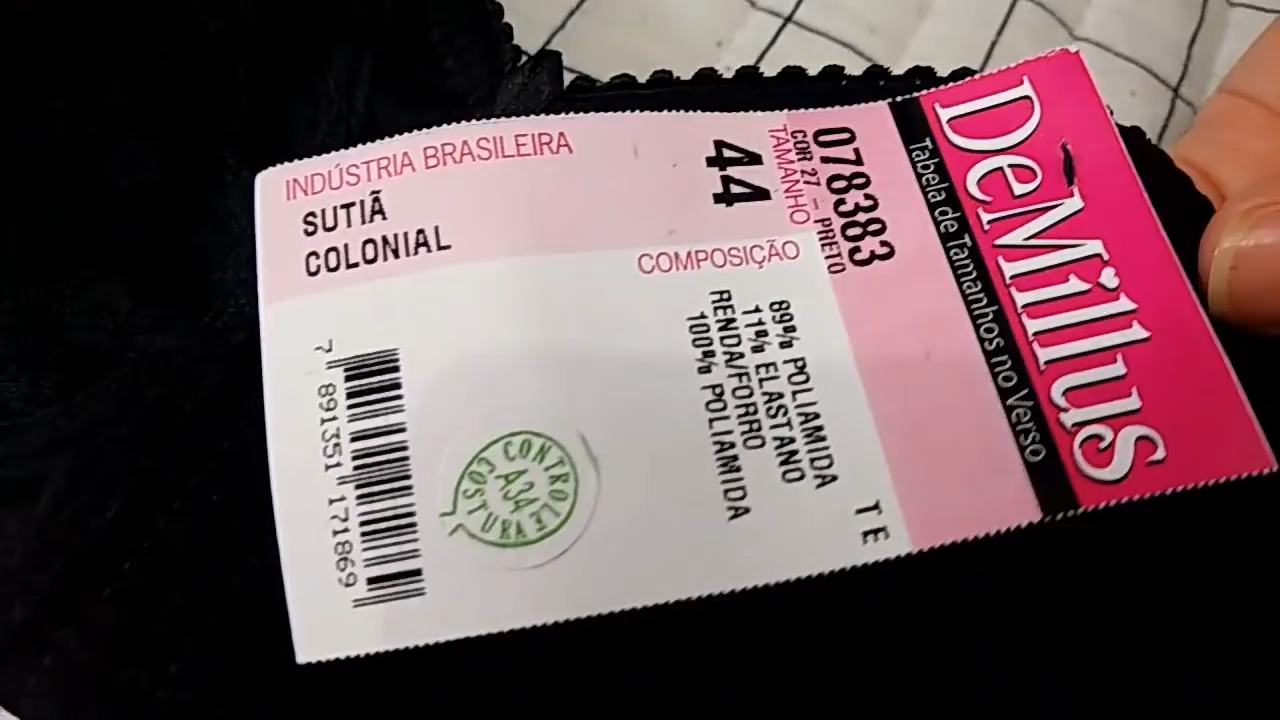 DeMillus
Tabela de Tamanhos no Verso
078383
COR 27 - PRETO
TAMANHO
44
INDÚSTRIA BRASILEIRA
SUTIÃ
COLONIAL
COMPOSIÇÃO
89% POLIAMIDA
11% ELASTANO
RENDA/FORRO
100% POLIAMIDA
TE
CONTROLE
A34
COSTURA
7 891351 171869